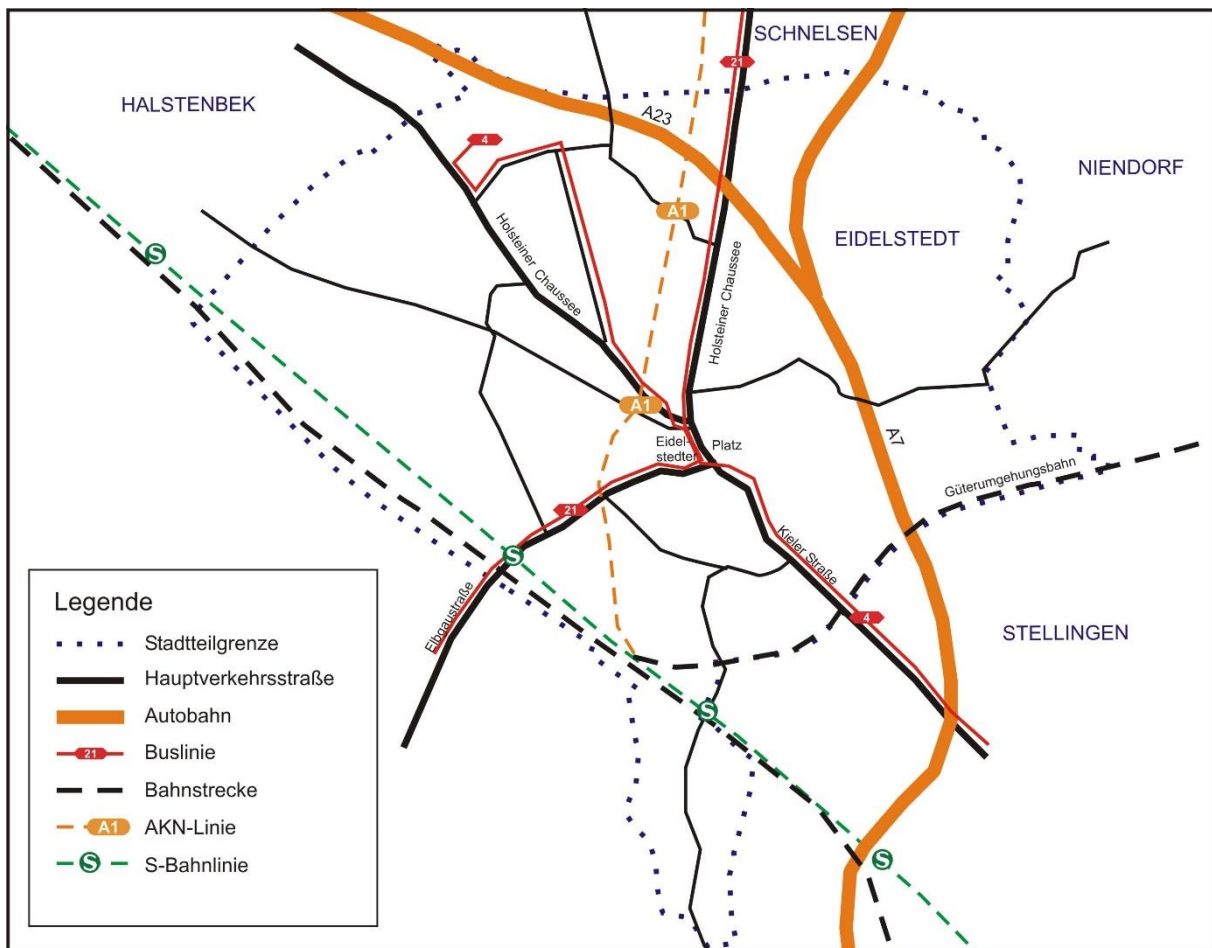 SCHNELSEN
21
HALSTENBEK
A23
4
NIENDORF
A1
EIDELSTEDT
S
Holsteiner Chaussee
Holsteiner Chaussee
A1
Eidel-
stedter
Platz
A7
Güterumgehungsbahn
21
S
Kieler Straße
Elbgaustraße
4
STELLINGEN
S
S
Legende
Stadtteilgrenze
Hauptverkehrsstraße
Autobahn
21 Buslinie
Bahnstrecke
A1 AKN-Linie
S S-Bahnlinie